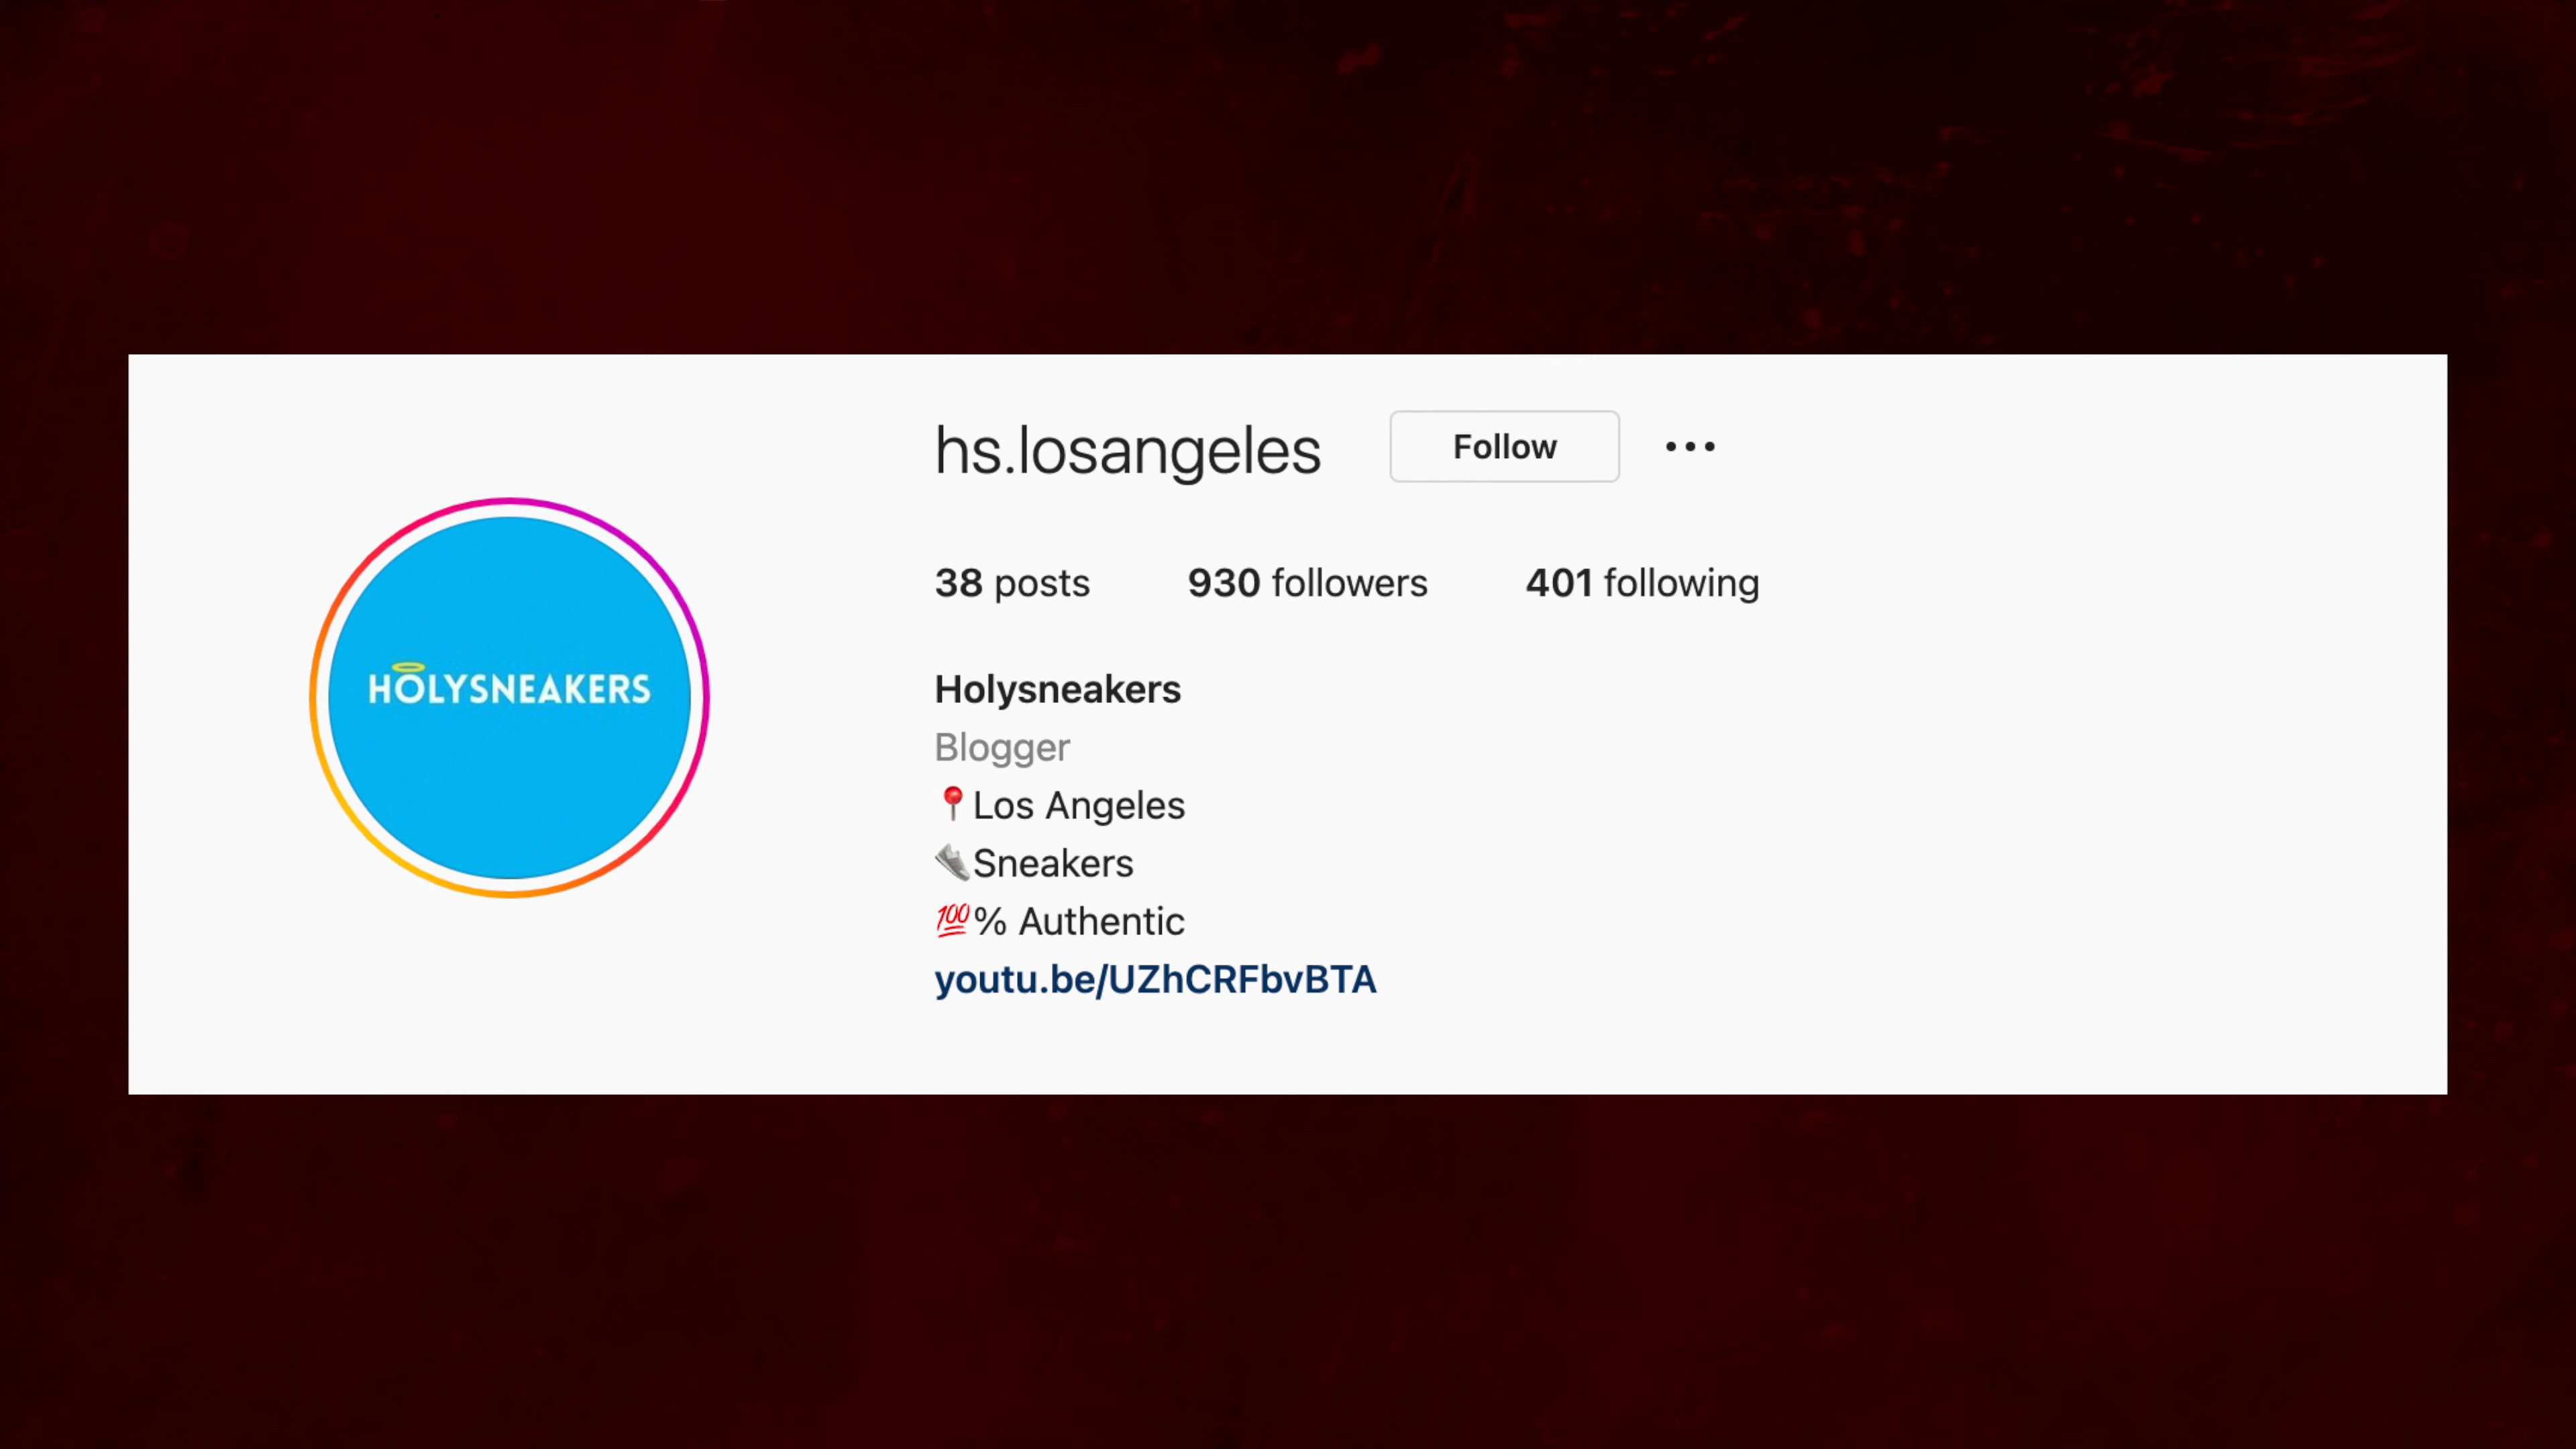 hs.losangeles Follow •••
38 posts 930 followers 401 following
HOLYSNEAKERS
Holysneakers
Blogger
📍Los Angeles
👟Sneakers
💯% Authentic
youtu.be/UZhCRFbvBTA